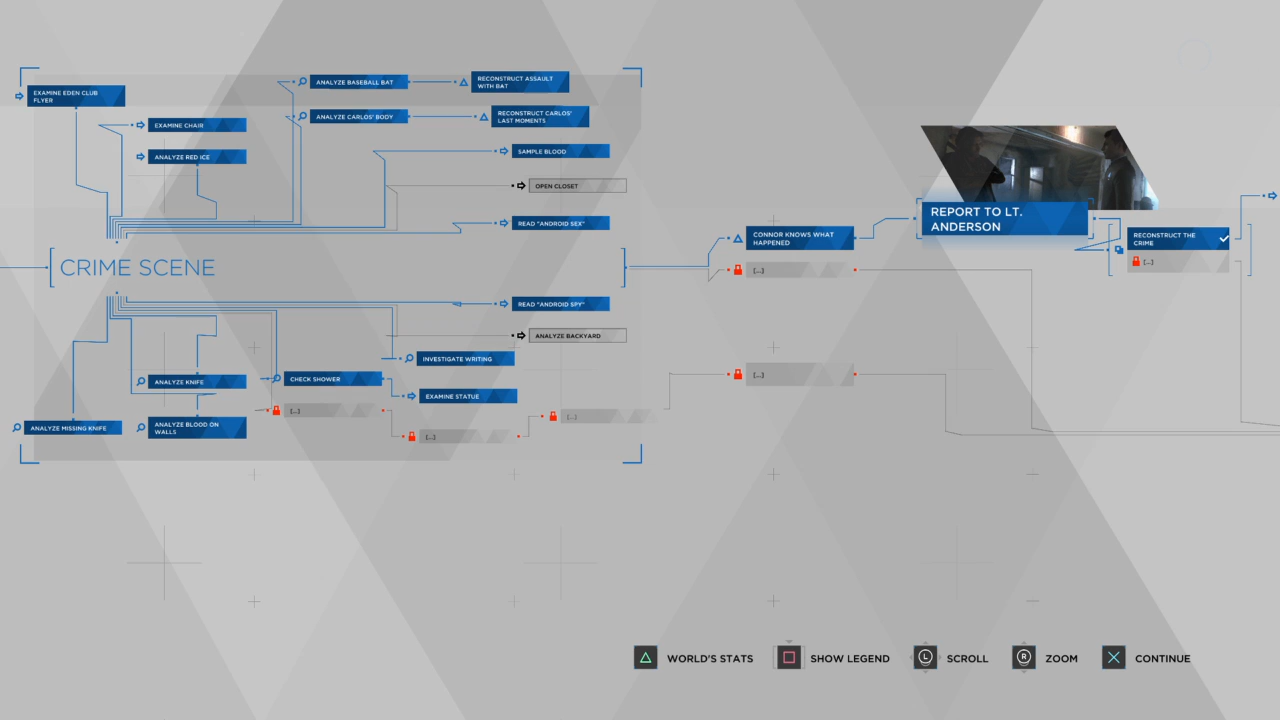 EXAMINE EDEN CLUB
FLYER
EXAMINE CHAIR
ANALYZE RED ICE
ANALYZE BASEBALL BAT
RECONSTRUCT ASSAULT
WITH BAT
ANALYZE CARLOS' BODY
RECONSTRUCT CARLOS'
LAST MOMENTS
SAMPLE BLOOD
OPEN CLOSET
READ "ANDROID SEX"
CRIME SCENE
READ "ANDROID SPY"
ANALYZE BACKYARD
INVESTIGATE WRITING
ANALYZE KNIFE
CHECK SHOWER
EXAMINE STATUE
[...]
[...]
[...]
ANALYZE MISSING KNIFE
ANALYZE BLOOD ON
WALLS
CONNOR KNOWS WHAT
HAPPENED
[...]
[...]
REPORT TO LT.
ANDERSON
RECONSTRUCT THE
CRIME
[...]
WORLD'S STATS
SHOW LEGEND
L
SCROLL
R
ZOOM
CONTINUE